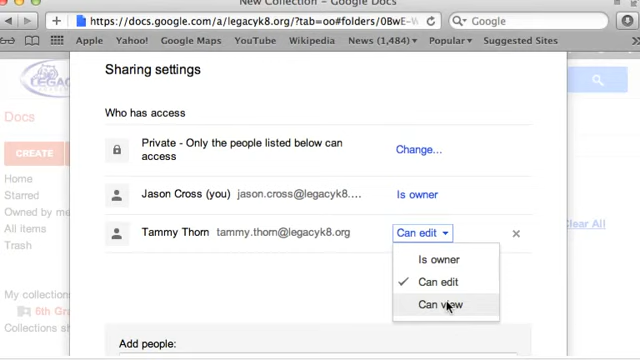 New Collection - Google Docs
https://docs.google.com/a/legacyk8.org/?tab=oo#folders/0BwE-W
Google
Apple Yahoo! Google Maps YouTube Wikipedia News (1,484) Popular Suggested Sites
LEGAC
Sharing settings
Docs
Who has access
CREATE
Private - Only the people listed below can access
Change...
Home
Starred
Jason Cross (you) jason.cross@legacyk8.... Is owner
Owned by me
Clear All
All items
Tammy Thorn tammy.thorn@legacyk8.org Can edit
Trash
Is owner
Can edit
My collections
Can view
6th Gra
Add people: